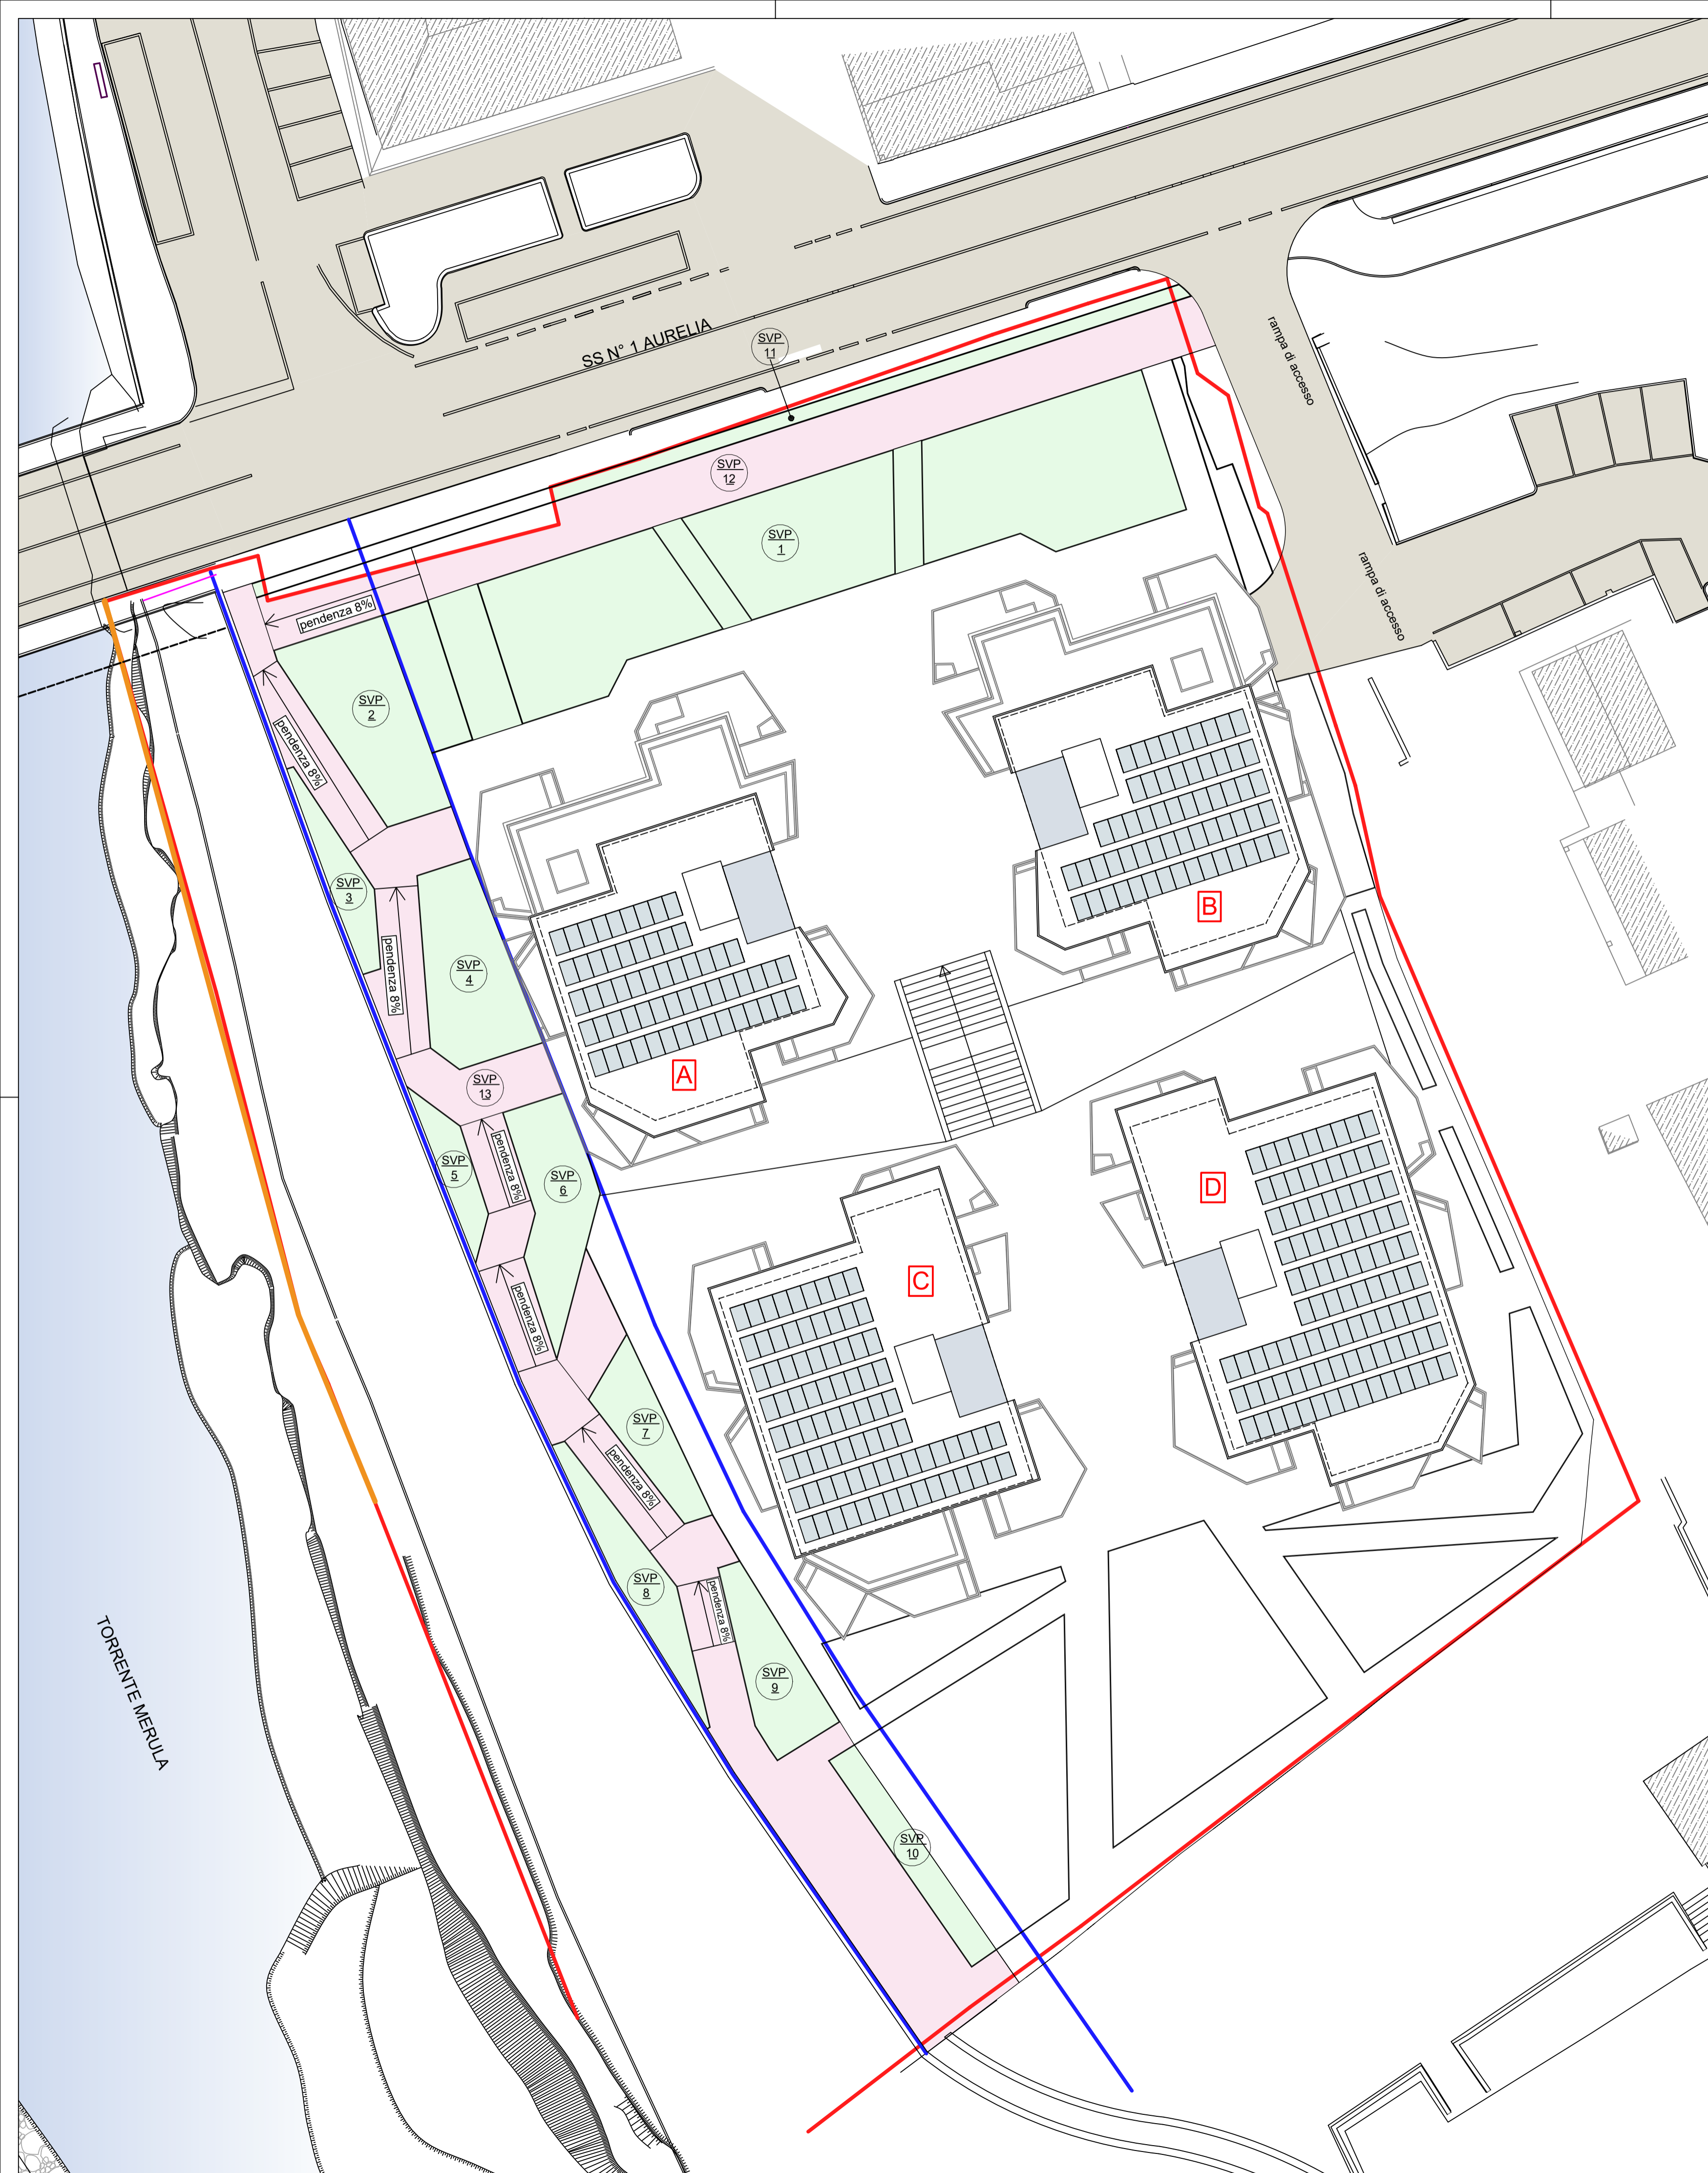 SS N° 1 AURELIA
SVP
11
rampa di accesso
SVP
12
SVP
1
rampa di accesso
pendenza 8%
SVP
2
pendenza 8%
SVP
3
B
pendenza 8%
SVP
4
A
SVP
13
SVP
5
pendenza 8%
SVP
6
D
C
pendenza 8%
SVP
7
pendenza 8%
SVP
8
pendenza 8%
SVP
9
TORRENTE MERULA
SVP
10